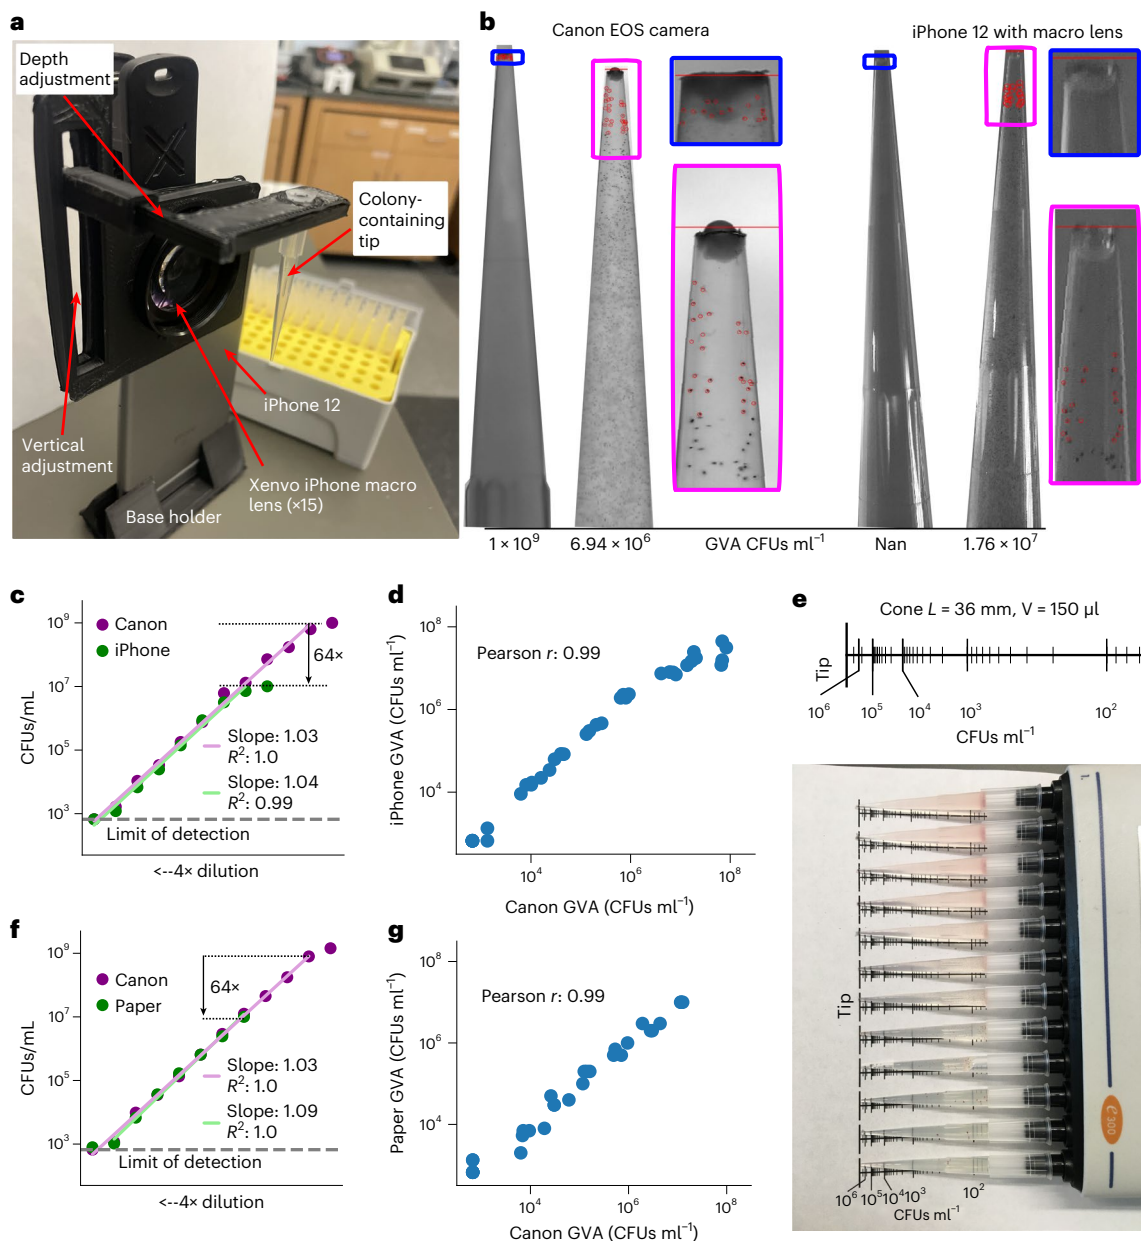 a
Depth
adjustment
Colony-
containing
tip
iPhone 12
Vertical
adjustment
Xenvo iPhone macro
lens (×15)
Base holder
b
Canon EOS camera
iPhone 12 with macro lens
1 × 10⁹
6.94 × 10⁶
GVA CFUs ml⁻¹
Nan
1.76 × 10⁷
c
CFUs/mL
10⁹
10⁷
10⁵
10³
Canon
iPhone
64×
Slope: 1.03
R²: 1.0
Slope: 1.04
R²: 0.99
Limit of detection
<--4× dilution
d
iPhone GVA (CFUs ml⁻¹)
10⁸
10⁶
10⁴
Pearson r: 0.99
10⁴
10⁶
10⁸
Canon GVA (CFUs ml⁻¹)
e
Cone L = 36 mm, V = 150 µl
Tip
10⁶
10⁵
10⁴
10³
10²
CFUs ml⁻¹
Tip
10⁶
10⁵
10⁴
10³
10²
CFUs ml⁻¹
e300
f
CFUs/mL
10⁹
10⁷
10⁵
10³
Canon
Paper
64×
Slope: 1.03
R²: 1.0
Slope: 1.09
R²: 1.0
Limit of detection
<--4× dilution
g
Paper GVA (CFUs ml⁻¹)
10⁸
10⁶
10⁴
Pearson r: 0.99
10⁴
10⁶
10⁸
Canon GVA (CFUs ml⁻¹)